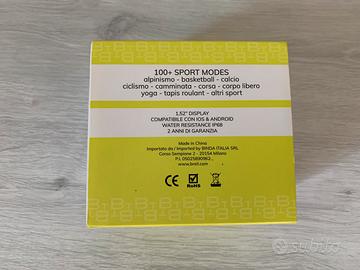 100+ SPORT MODES
alpinismo - basketball - calcio
ciclismo - camminata - corsa - corpo libero
yoga - tapis roulant - altri sport
1,52" DISPLAY
COMPATIBILE CON IOS & ANDROID
WATER RESISTANCE IP68
2 ANNI DI GARANZIA
Made in China
Importato da / Imported by BINDA ITALIA SRL
Corso Sempione 2 - 20154 Milano
P.I. 05025890962
www.breil.com
CE
RoHS
subito